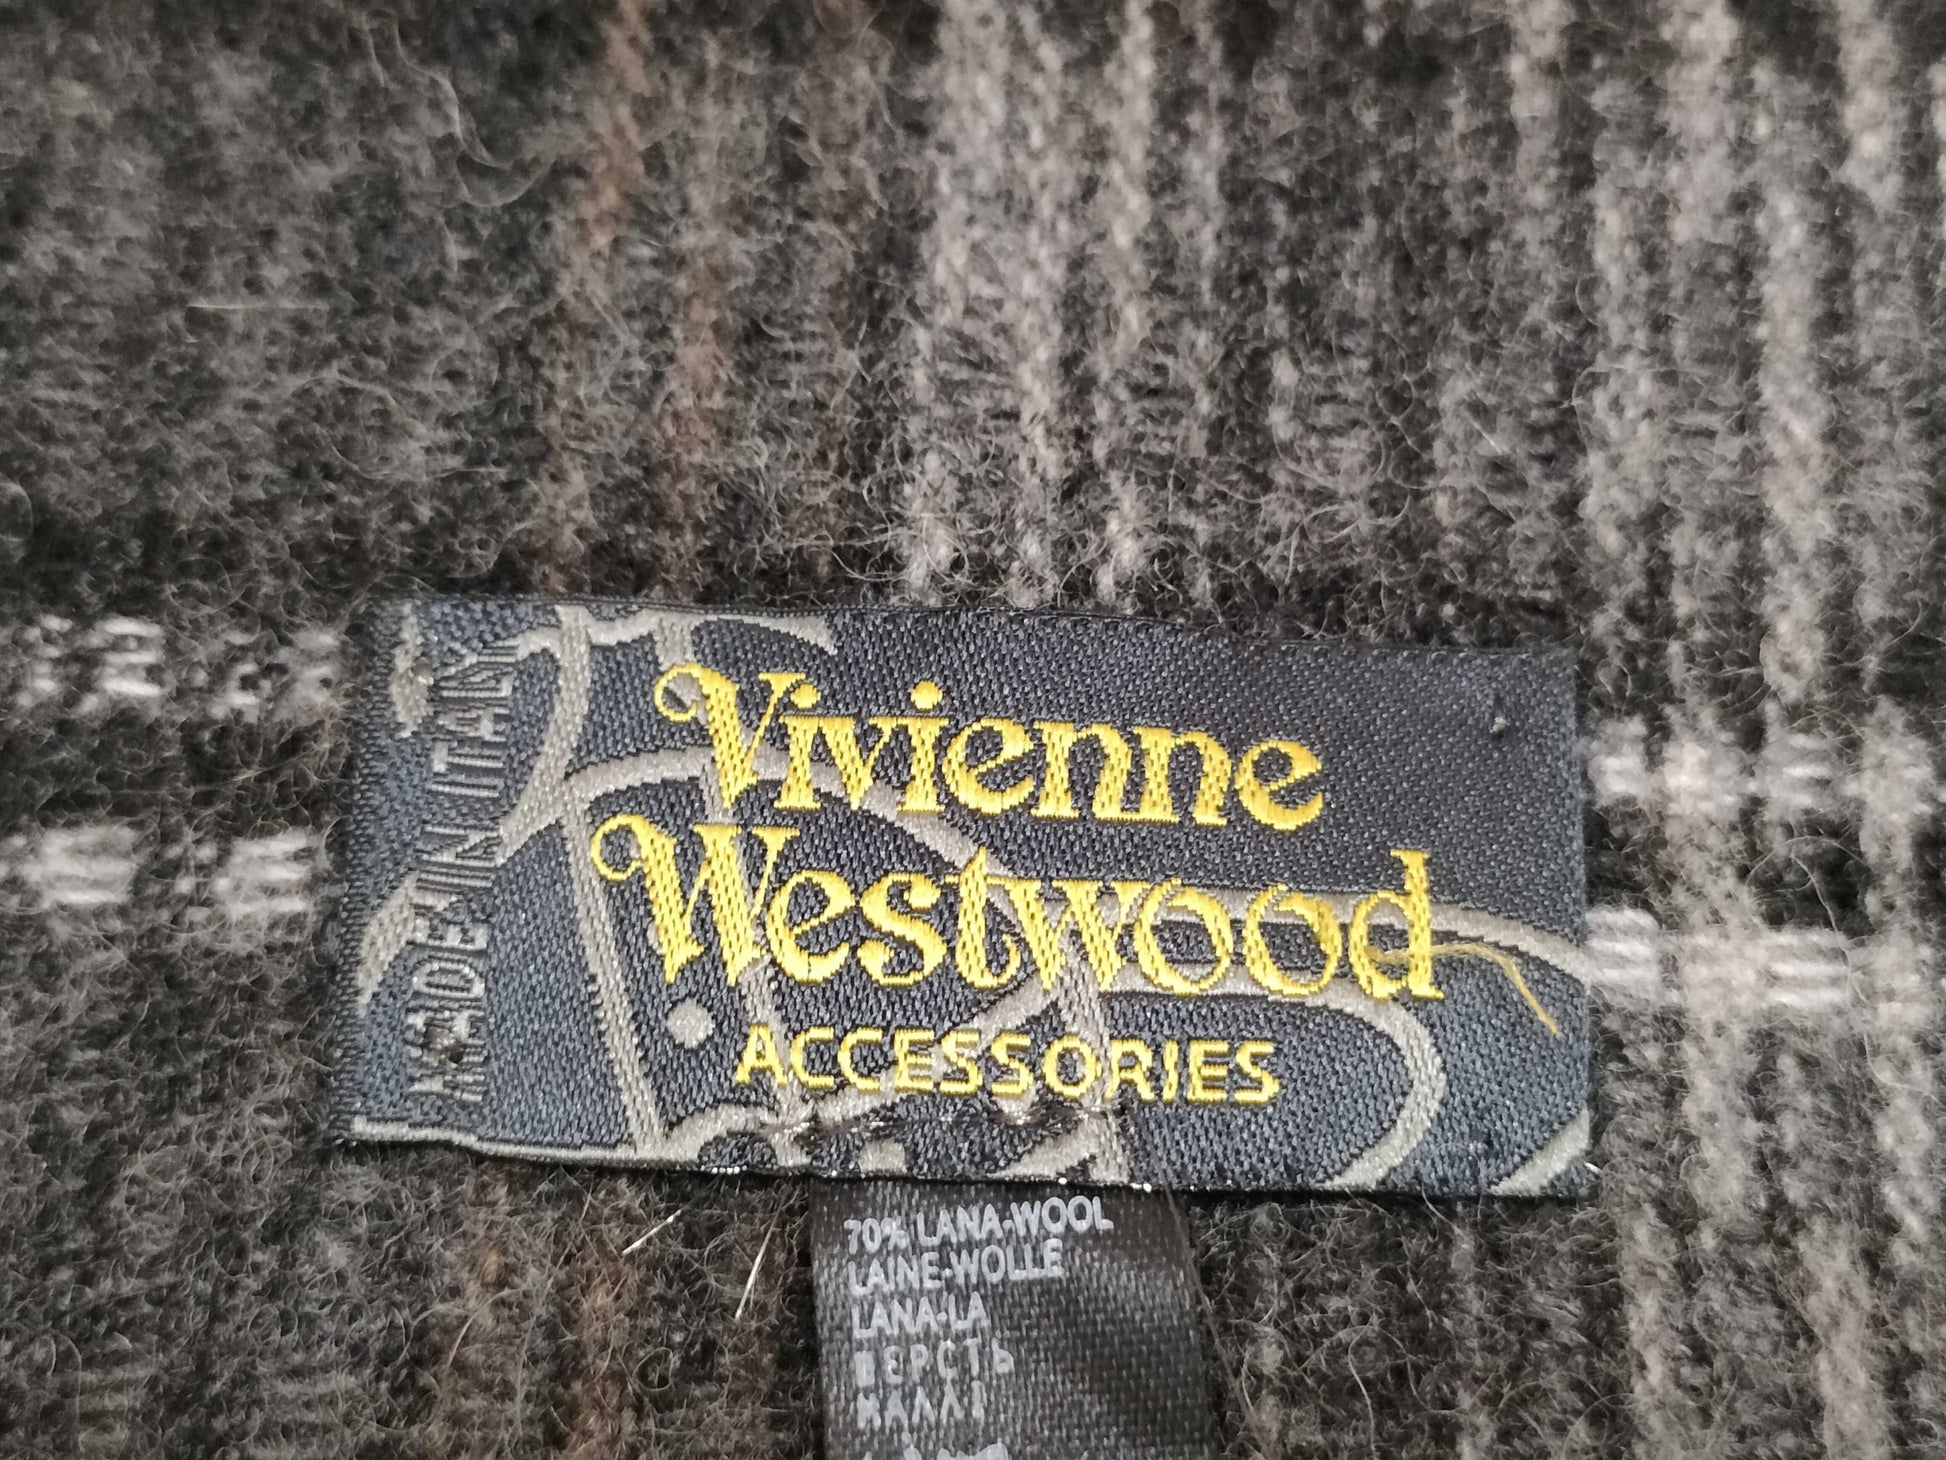 Vivienne
Westwood
ACCESSORIES
MADE IN ITALY
70% LANA-WOOL
LAINE-WOLLE
LANA-LA
ШЕРСТЬ